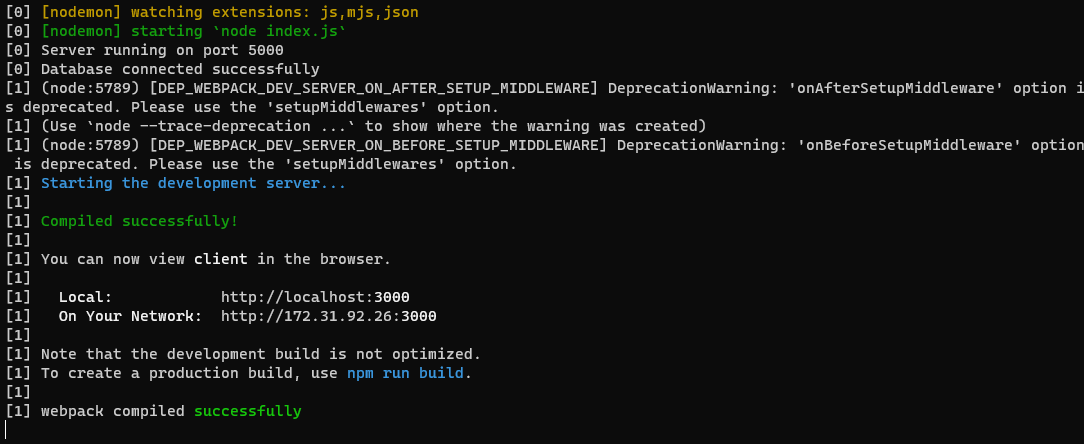 [0] [nodemon] watching extensions: js,mjs,json
[0] [nodemon] starting `node index.js`
[0] Server running on port 5000
[0] Database connected successfully
[1] (node:5789) [DEP_WEBPACK_DEV_SERVER_ON_AFTER_SETUP_MIDDLEWARE] DeprecationWarning: 'onAfterSetupMiddleware' option i
s deprecated. Please use the 'setupMiddlewares' option.
[1] (Use `node --trace-deprecation ...` to show where the warning was created)
[1] (node:5789) [DEP_WEBPACK_DEV_SERVER_ON_BEFORE_SETUP_MIDDLEWARE] DeprecationWarning: 'onBeforeSetupMiddleware' option
 is deprecated. Please use the 'setupMiddlewares' option.
[1] Starting the development server...
[1]
[1] Compiled successfully!
[1]
[1] You can now view client in the browser.
[1]
[1]   Local:            http://localhost:3000
[1]   On Your Network:  http://172.31.92.26:3000
[1]
[1] Note that the development build is not optimized.
[1] To create a production build, use npm run build.
[1]
[1] webpack compiled successfully